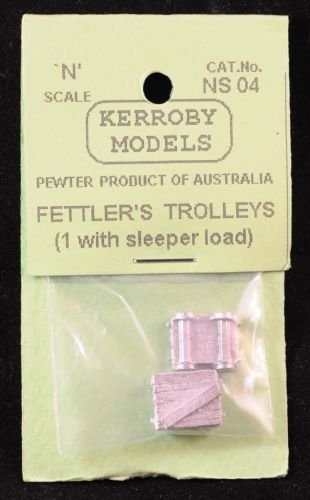 `N'
SCALE
CAT.No.
NS 04
KERROBY
MODELS
PEWTER PRODUCT OF AUSTRALIA
FETTLER'S TROLLEYS
(1 with sleeper load)